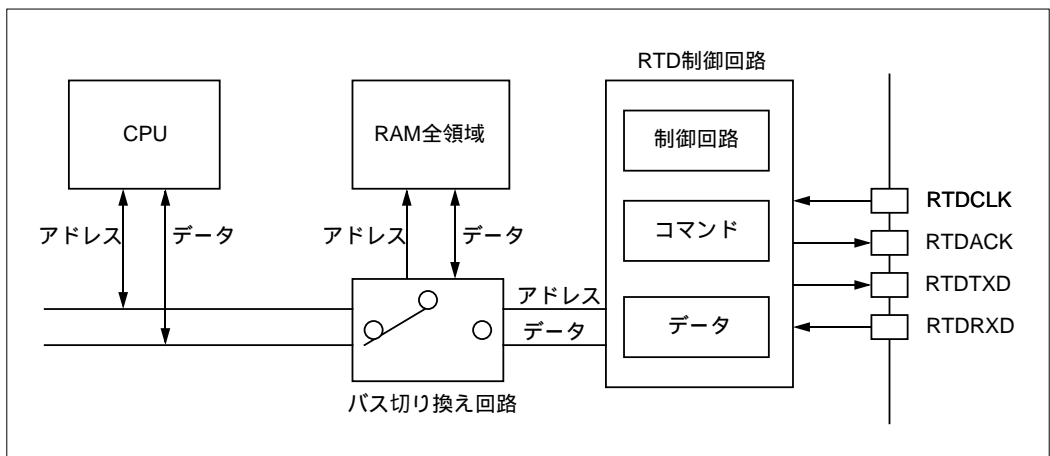 RTD制御回路
CPU
RAM全領域
制御回路
コマンド
データ
アドレス
データ
アドレス
データ
アドレス
データ
バス切り換え回路
RTDCLK
RTDACK
RTDTXD
RTDRXD